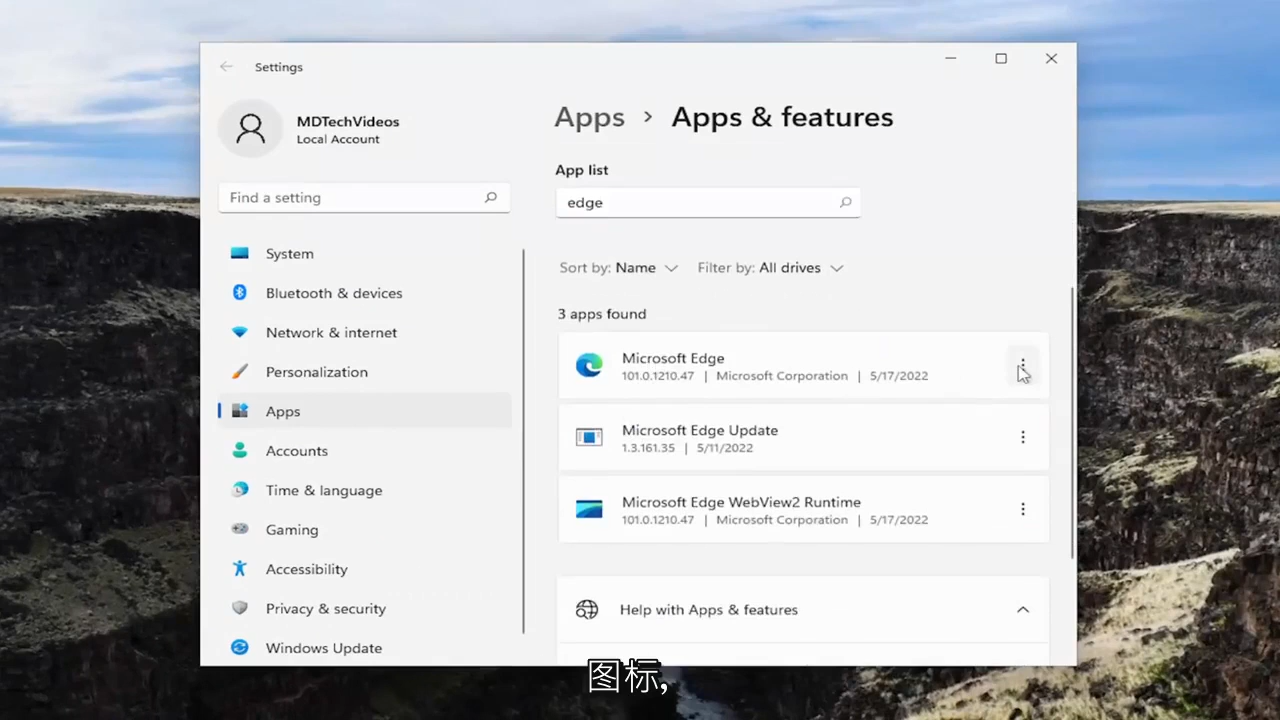 Settings
MDTechVideos
Local Account
Find a setting
System
Bluetooth & devices
Network & internet
Personalization
Apps
Accounts
Time & language
Gaming
Accessibility
Privacy & security
Windows Update
Apps > Apps & features
App list
edge
Sort by: Name
Filter by: All drives
3 apps found
Microsoft Edge
101.0.1210.47 | Microsoft Corporation | 5/17/2022
Microsoft Edge Update
1.3.161.35 | 5/11/2022
Microsoft Edge WebView2 Runtime
101.0.1210.47 | Microsoft Corporation | 5/17/2022
Help with Apps & features
图标,